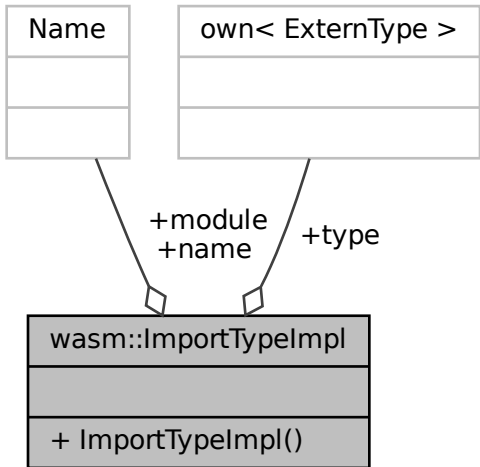 Name
own< ExternType >
+module
+name
+type
wasm::ImportTypeImpl
+ ImportTypeImpl()